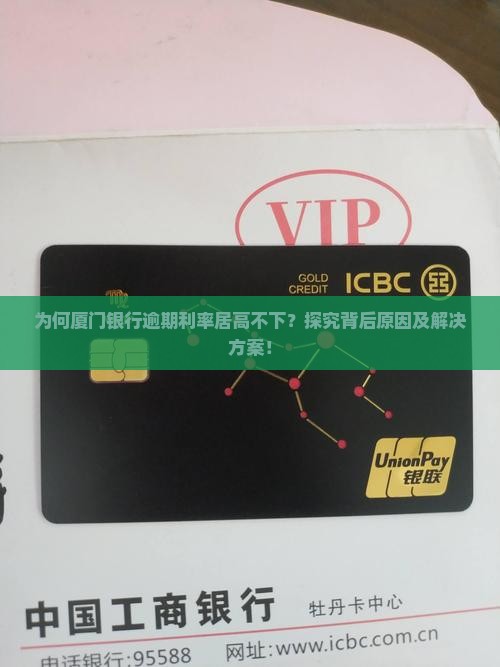 VIP
GOLD
CREDIT
ICBC
为何厦门银行逾期利率居高不下？探究背后原因及解决
方案！
UnionPay
银联
中国工商银行
牡丹卡中心
电话银行:95588
网址:www.icbc.com.cn